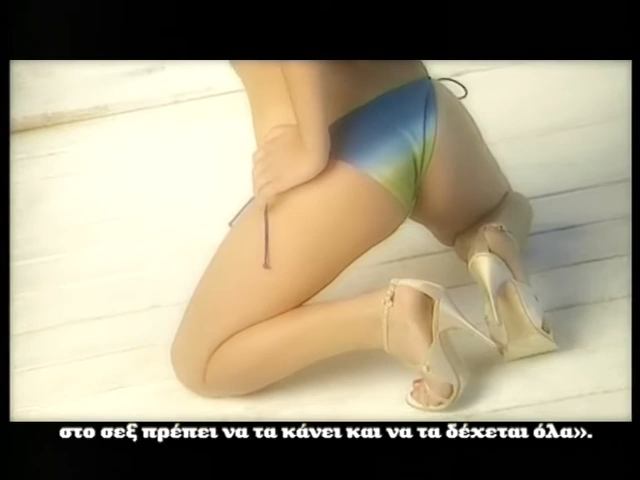 στο σεξ πρέπει να τα κάνει και να τα δέχεται όλα».